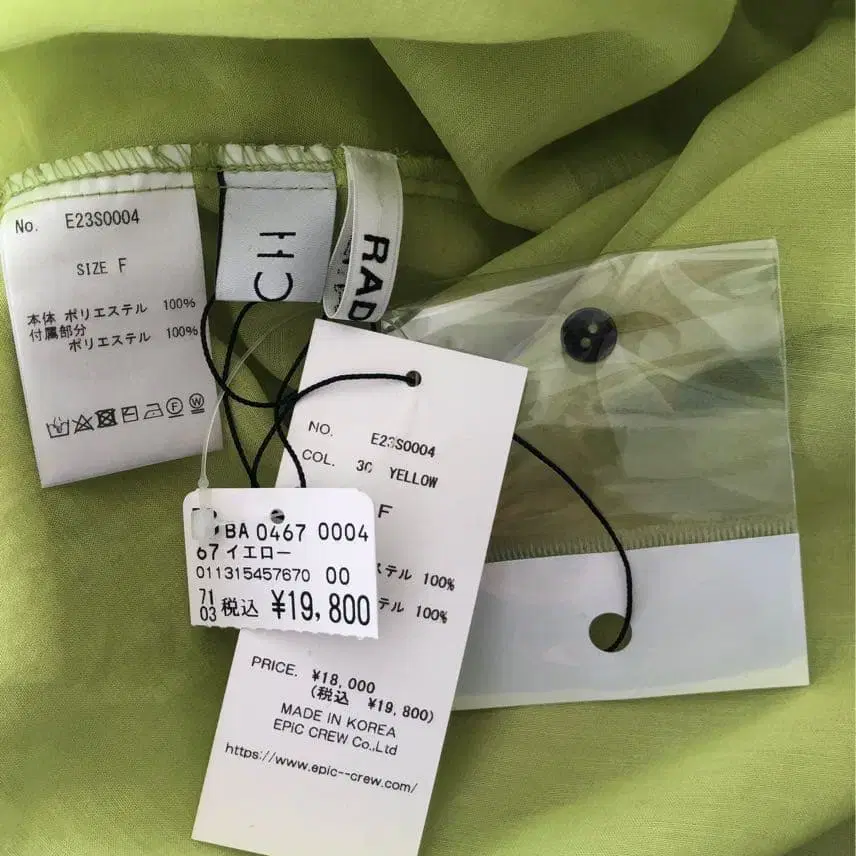 No. E23S0004
SIZE F
本体 ポリエステル 100%
付属部分
ポリエステル 100%
CH
RAD
NO. E23S0004
COL. 30 YELLOW
F
ステル 100%
テル 100%
PRICE. ¥18,000
(税込 ¥19,800)
MADE IN KOREA
EPIC CREW Co.,Ltd
https://www.epic--crew.com/
BA 0467 0004
67 イエロー
011315457670 00
71
03 税込 ¥19,800